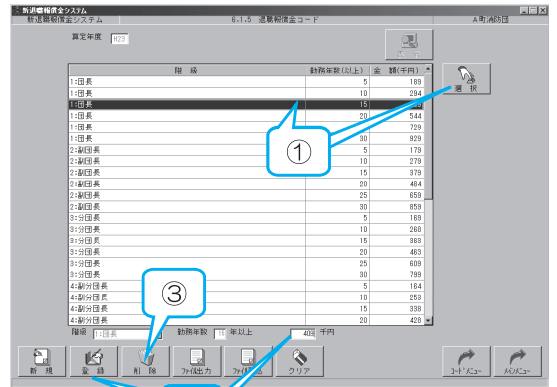 新退職報償金システム
新退職報償金システム 6.1.5 退職報償金コード A町消防団
算定年度 H23
階 級 勤務年数(以上) 金 額(千円)
選 択
1:団長 5 189
1:団長 10 294
1:団長 15
1:団長 20 544
1:団長 729
1:団長 30 929
①
2:副団長 5 179
2:副団長 10 279
2:副団長 15 379
2:副団長 20 484
2:副団長 25 659
2:副団長 30 859
3:分団長 5 169
3:分団長 10 268
3:分団長 15 368
3:分団長 20 463
3:分団長 25 609
3:分団長 30 799
4:副分団長 5 164
4:副分団長 10 253
4:副分団長 15 338
4:副分団長 20 428
③
階級 1:団長 勤務年数 15 年以上 409 千円
新 規 登 録 削 除 ファイル出力 クリア コードメニュー メインメニュー